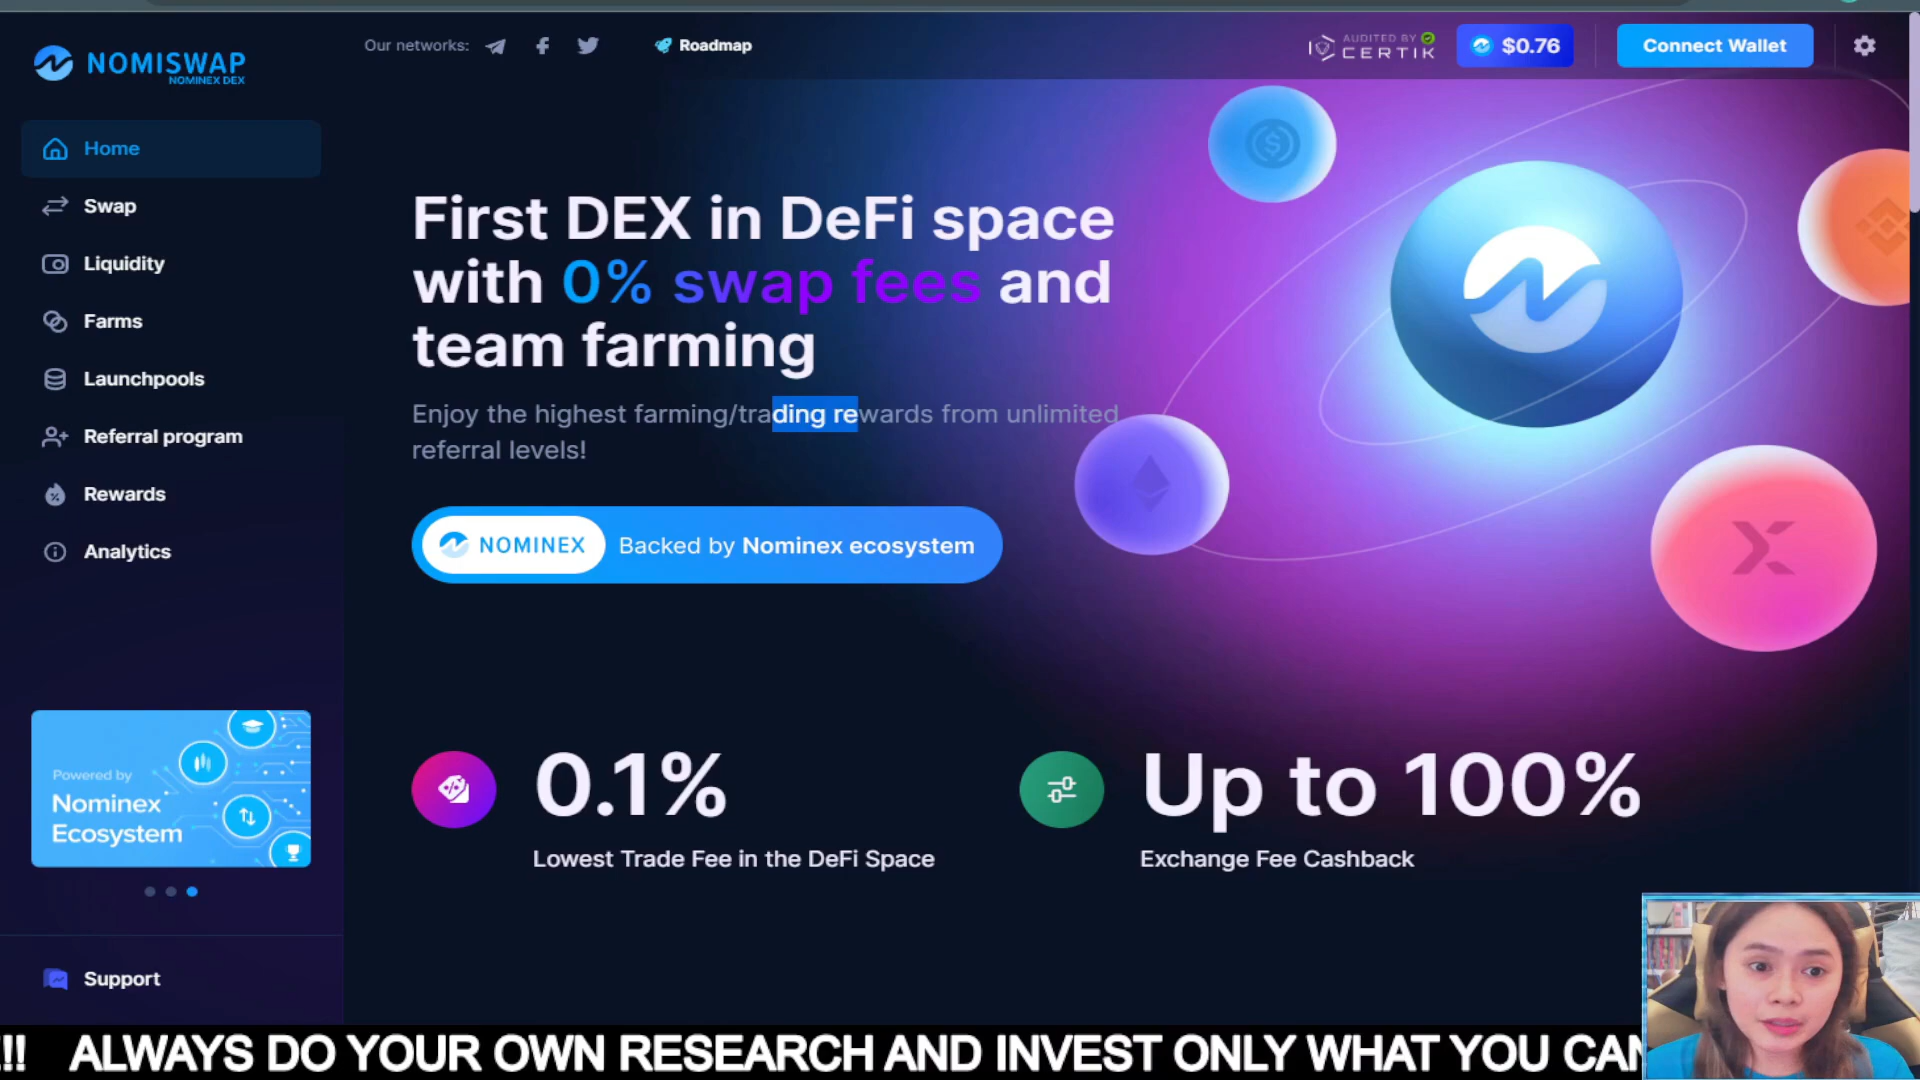 NOMISWAP
NOMINEX DEX
Our networks:
Roadmap
AUDITED BY
CERTIK
$0.76
Connect Wallet
Home
Swap
Liquidity
Farms
Launchpools
Referral program
Rewards
Analytics
First DEX in DeFi space
with 0% swap fees and
team farming
Enjoy the highest farming/trading rewards from unlimited
referral levels!
NOMINEX Backed by Nominex ecosystem
Powered by
Nominex
Ecosystem
0.1%
Lowest Trade Fee in the DeFi Space
Up to 100%
Exchange Fee Cashback
Support
!!! ALWAYS DO YOUR OWN RESEARCH AND INVEST ONLY WHAT YOU CAN